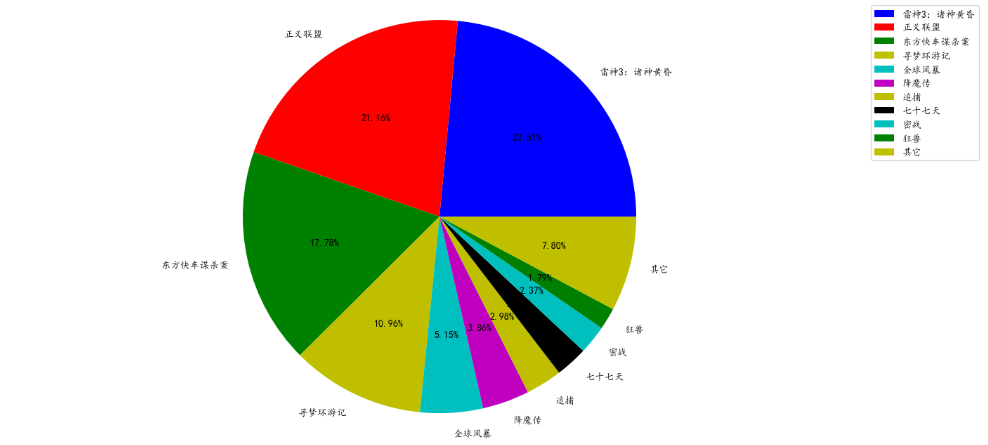 正义联盟
雷神3：诸神黄昏
21.16%
23.51%
17.78%
东方快车谋杀案
7.80%
其它
1.79%
2.37%
2.98%
10.96%
5.15%
3.86%
狂兽
密战
七十七天
追捕
寻梦环游记
降魔传
全球风暴
雷神3：诸神黄昏
正义联盟
东方快车谋杀案
寻梦环游记
全球风暴
降魔传
追捕
七十七天
密战
狂兽
其它